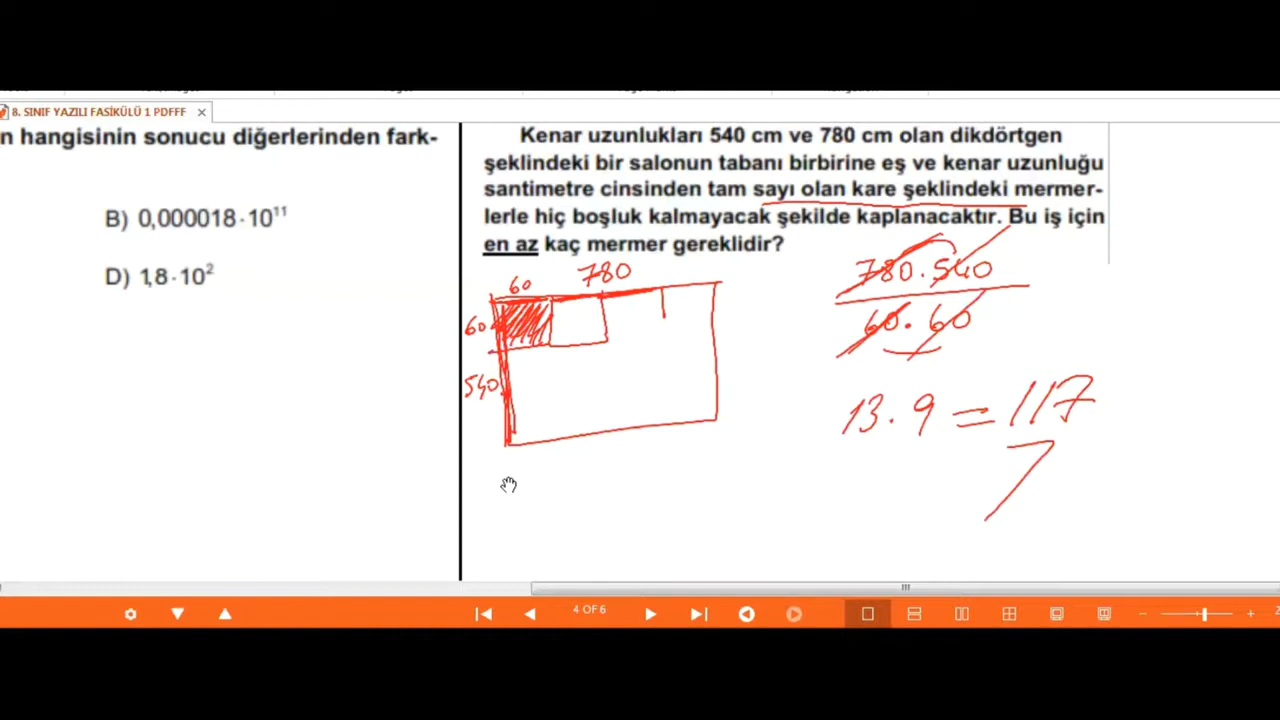 8. SINIF YAZILI FASİKÜLÜ 1 PDFFF
n hangisinin sonucu diğerlerinden fark-
B) 0,000018·10¹¹
D) 1,8·10²
Kenar uzunlukları 540 cm ve 780 cm olan dikdörtgen
şeklindeki bir salonun tabanı birbirine eş ve kenar uzunluğu
santimetre cinsinden tam sayı olan kare şeklindeki mermer-
lerle hiç boşluk kalmayacak şekilde kaplanacaktır. Bu iş için
en az kaç mermer gereklidir?
60
780
60
540
780.540
60.60
13.9=117
4 OF 6